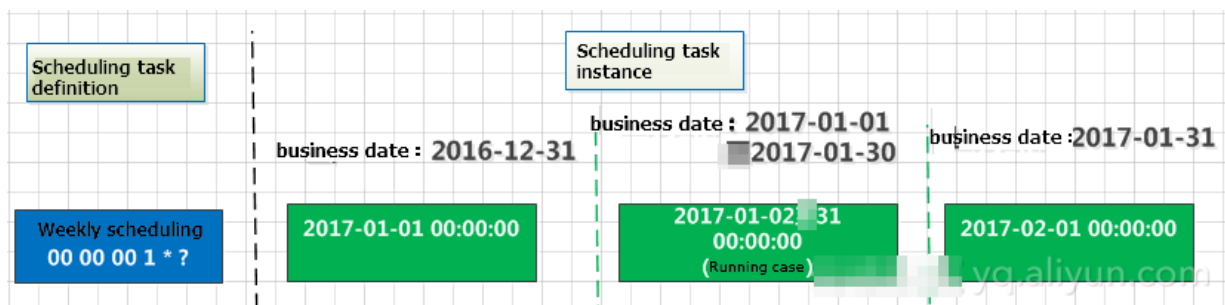 Scheduling task
definition
Scheduling task
instance
business date : 2016-12-31
business date : 2017-01-01
2017-01-30
business date :2017-01-31
Weekly scheduling
00 00 00 1 * ?
2017-01-01 00:00:00
2017-01-02 31
00:00:00
(Running case)
2017-02-01 00:00:00
yq.aliyun.com